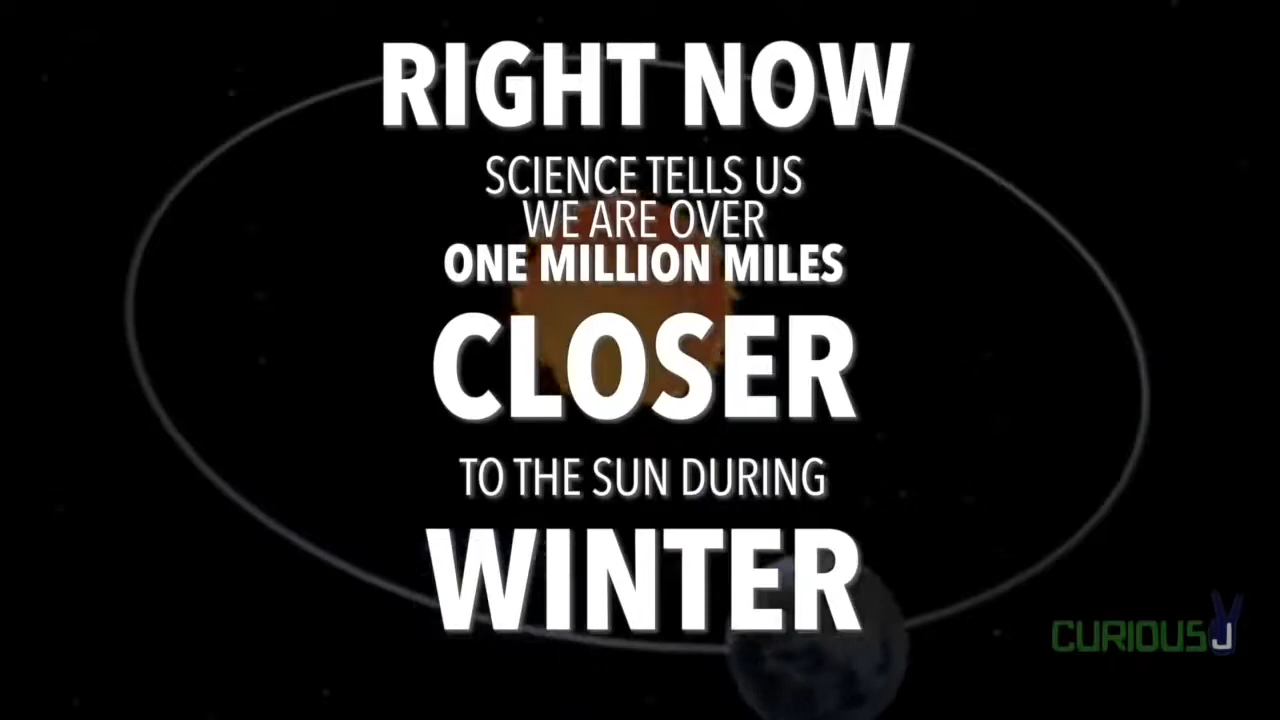 RIGHT NOW
SCIENCE TELLS US
WE ARE OVER
ONE MILLION MILES
CLOSER
TO THE SUN DURING
WINTER
CURIOUSJ